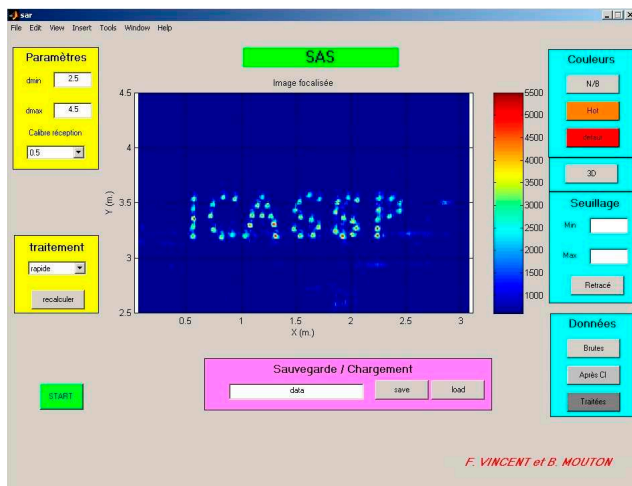 sar
File Edit View Insert Tools Window Help
Paramètres
dmin 2.5
dmax 4.5
Calibre réception
0.5
traitement
rapide
recalculer
START
SAS
Image focalisée
4.5
4
3.5
3
2.5
Y (m.)
0.5 1 1.5 2 2.5 3
X (m.)
ICASSP
5500
5000
4500
4000
3500
3000
2500
2000
1500
1000
Sauvegarde / Chargement
data save load
Couleurs
N/B
Hot
3D
Seuillage
Min
Max
Retracé
Données
Brutes
Après CI
Traitées
F. VINCENT et B. MOUTON